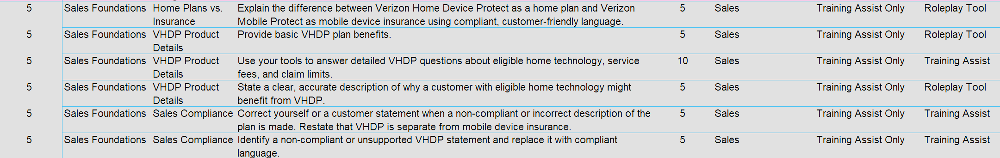 5 Sales Foundations Home Plans vs. Explain the difference between Verizon Home Device Protect as a home plan and Verizon 5 Sales Training Assist Only Roleplay Tool
Insurance Mobile Protect as mobile device insurance using compliant, customer-friendly language.
5 Sales Foundations VHDP Product Provide basic VHDP plan benefits. 5 Sales Training Assist Only Roleplay Tool
Details
5 Sales Foundations VHDP Product Use your tools to answer detailed VHDP questions about eligible home technology, service 10 Sales Training Assist Only Training Assist
Details fees, and claim limits.
5 Sales Foundations VHDP Product State a clear, accurate description of why a customer with eligible home technology might 5 Sales Training Assist Only Roleplay Tool
Details benefit from VHDP.
5 Sales Foundations Sales Compliance Correct yourself or a customer statement when a non-compliant or incorrect description of the 5 Sales Training Assist Only Training Assist
plan is made. Restate that VHDP is separate from mobile device insurance.
5 Sales Foundations Sales Compliance Identify a non-compliant or unsupported VHDP statement and replace it with compliant 5 Sales Training Assist Only Training Assist
language.